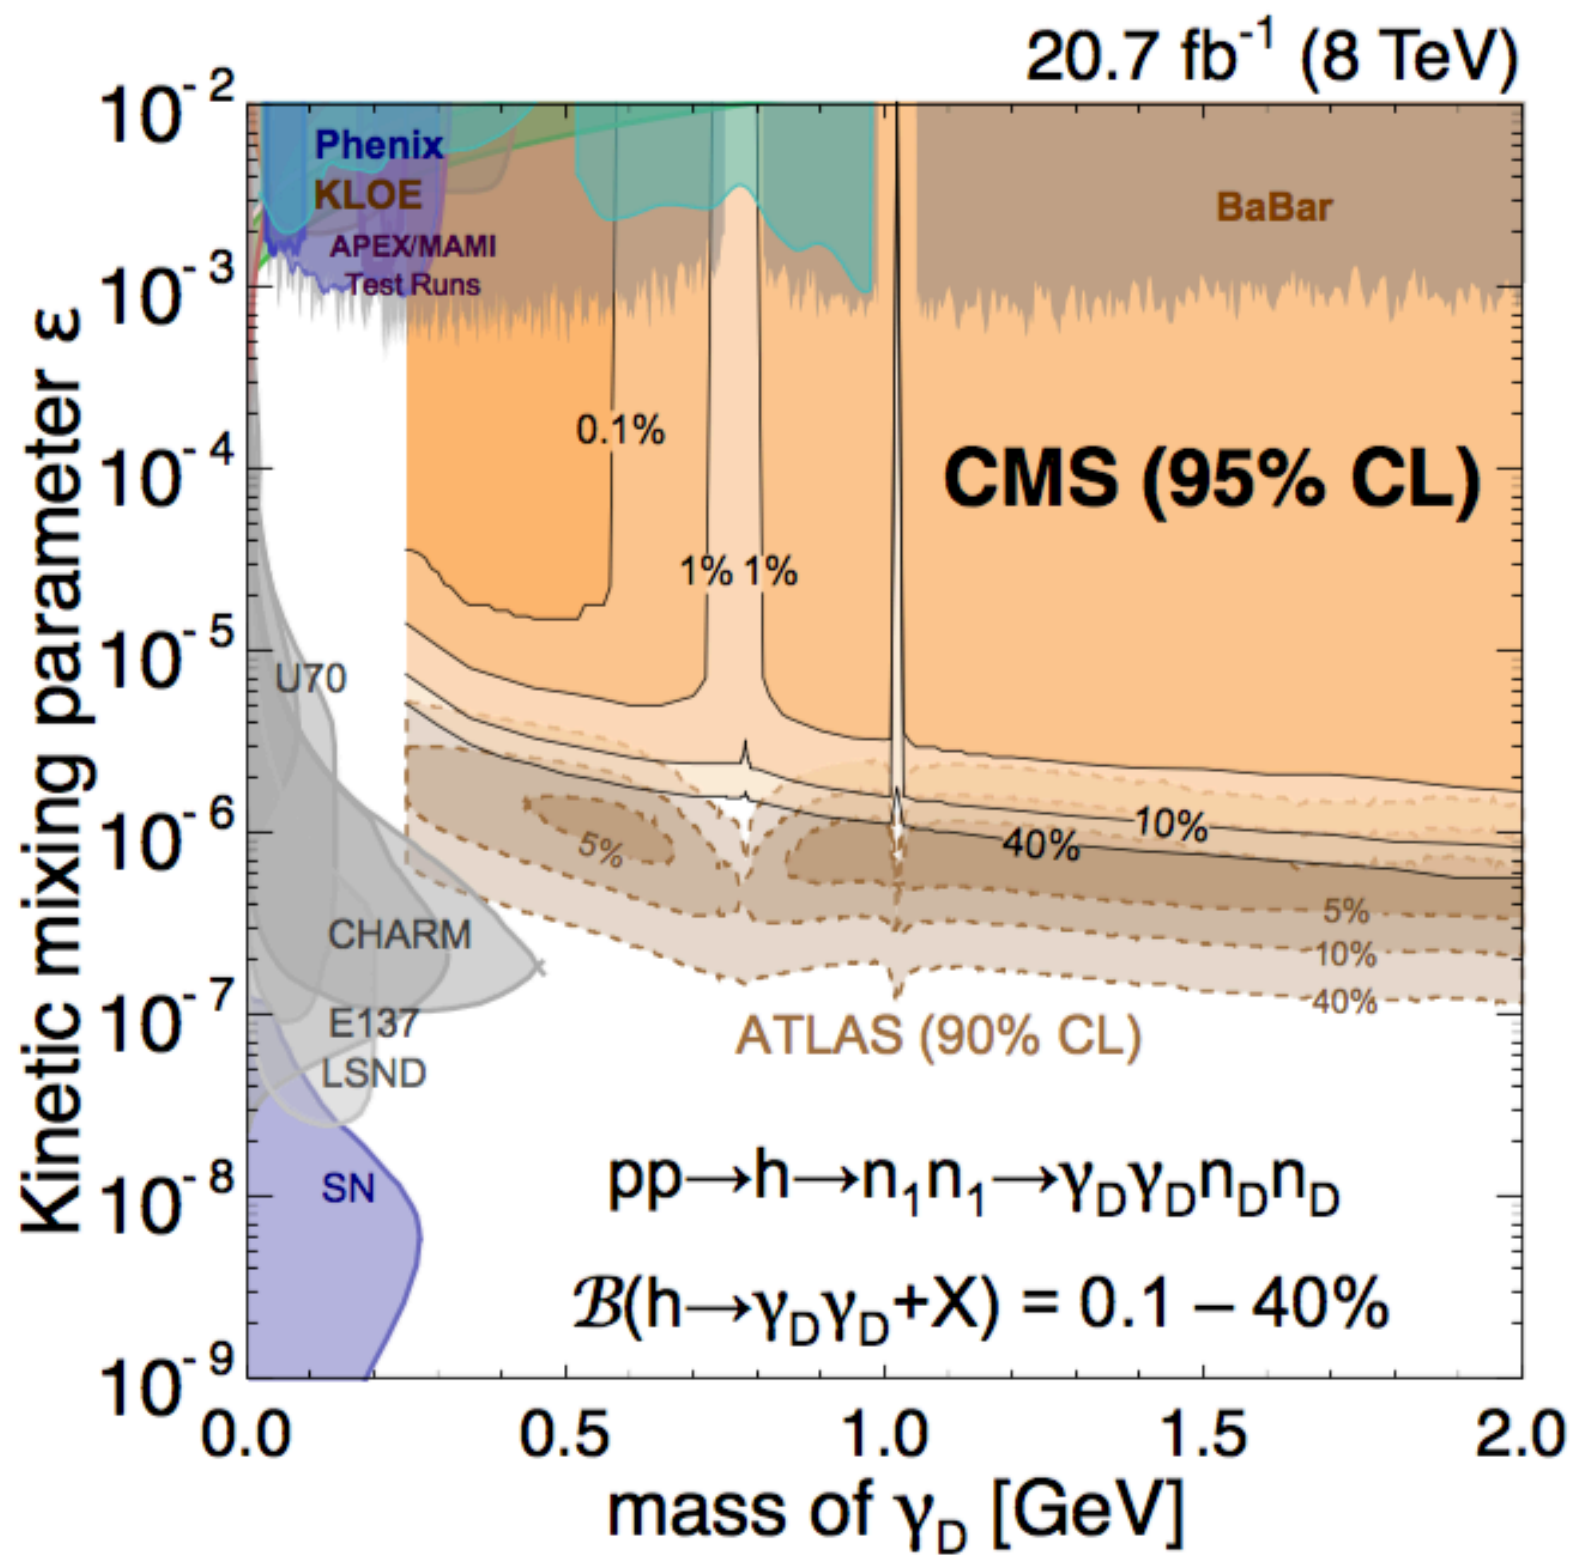 20.7 fb⁻¹ (8 TeV)
Kinetic mixing parameter ε
10⁻²
10⁻³
10⁻⁴
10⁻⁵
10⁻⁶
10⁻⁷
10⁻⁸
10⁻⁹
Phenix
KLOE
APEX/MAMI
Test Runs
BaBar
0.1%
CMS (95% CL)
1% 1%
U70
10%
40%
5%
CHARM
5%
10%
40%
E137
LSND
ATLAS (90% CL)
SN
pp→h→n₁n₁→γ_Dγ_Dn_Dn_D
ℬ(h→γ_Dγ_D+X) = 0.1 – 40%
0.0 0.5 1.0 1.5 2.0
mass of γ_D [GeV]